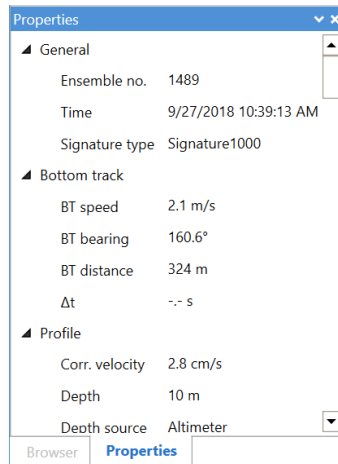 Properties
General
Ensemble no. 1489
Time 9/27/2018 10:39:13 AM
Signature type Signature1000
Bottom track
BT speed 2.1 m/s
BT bearing 160.6°
BT distance 324 m
Δt -.- s
Profile
Corr. velocity 2.8 cm/s
Depth 10 m
Depth source Altimeter
Browser Properties